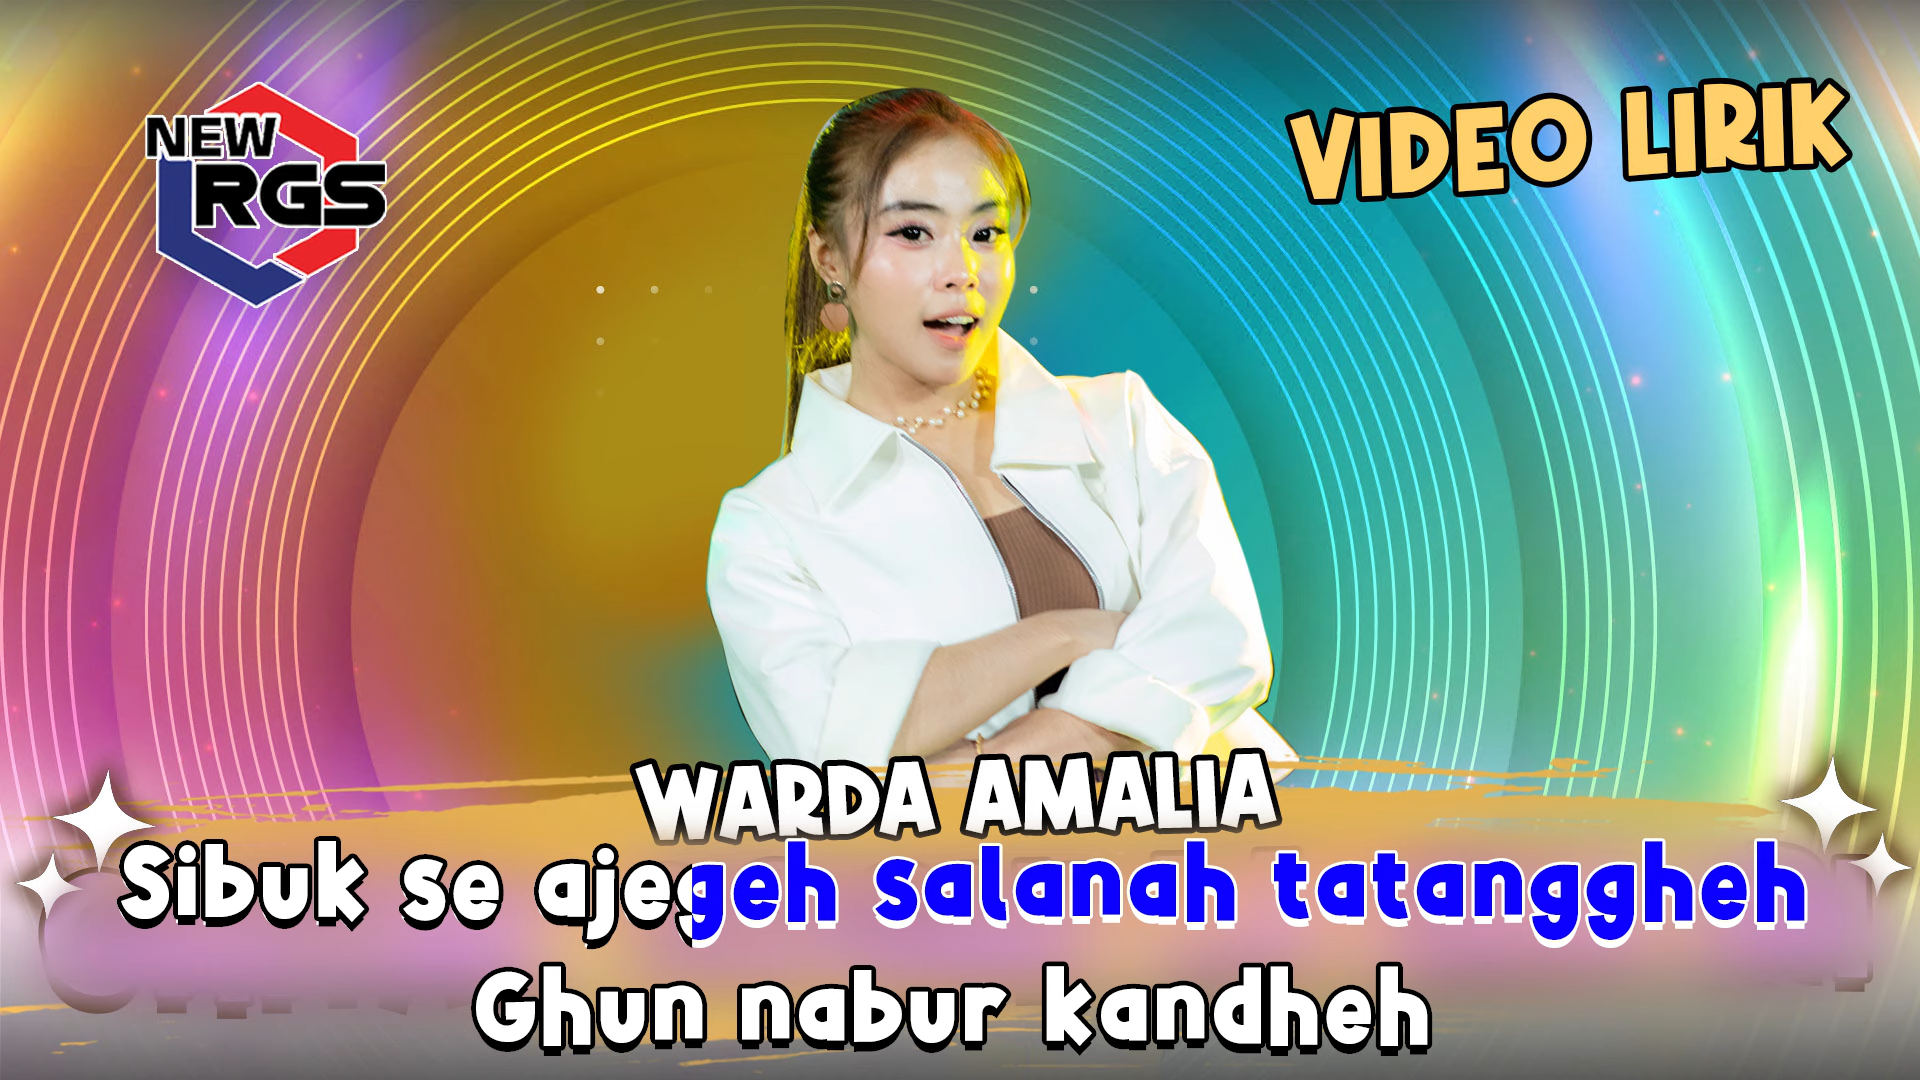 NEW
RGS
VIDEO LIRIK
WARDA AMALIA
Sibuk se ajegeh salanah tatanggheh
Ghun nabur kandheh